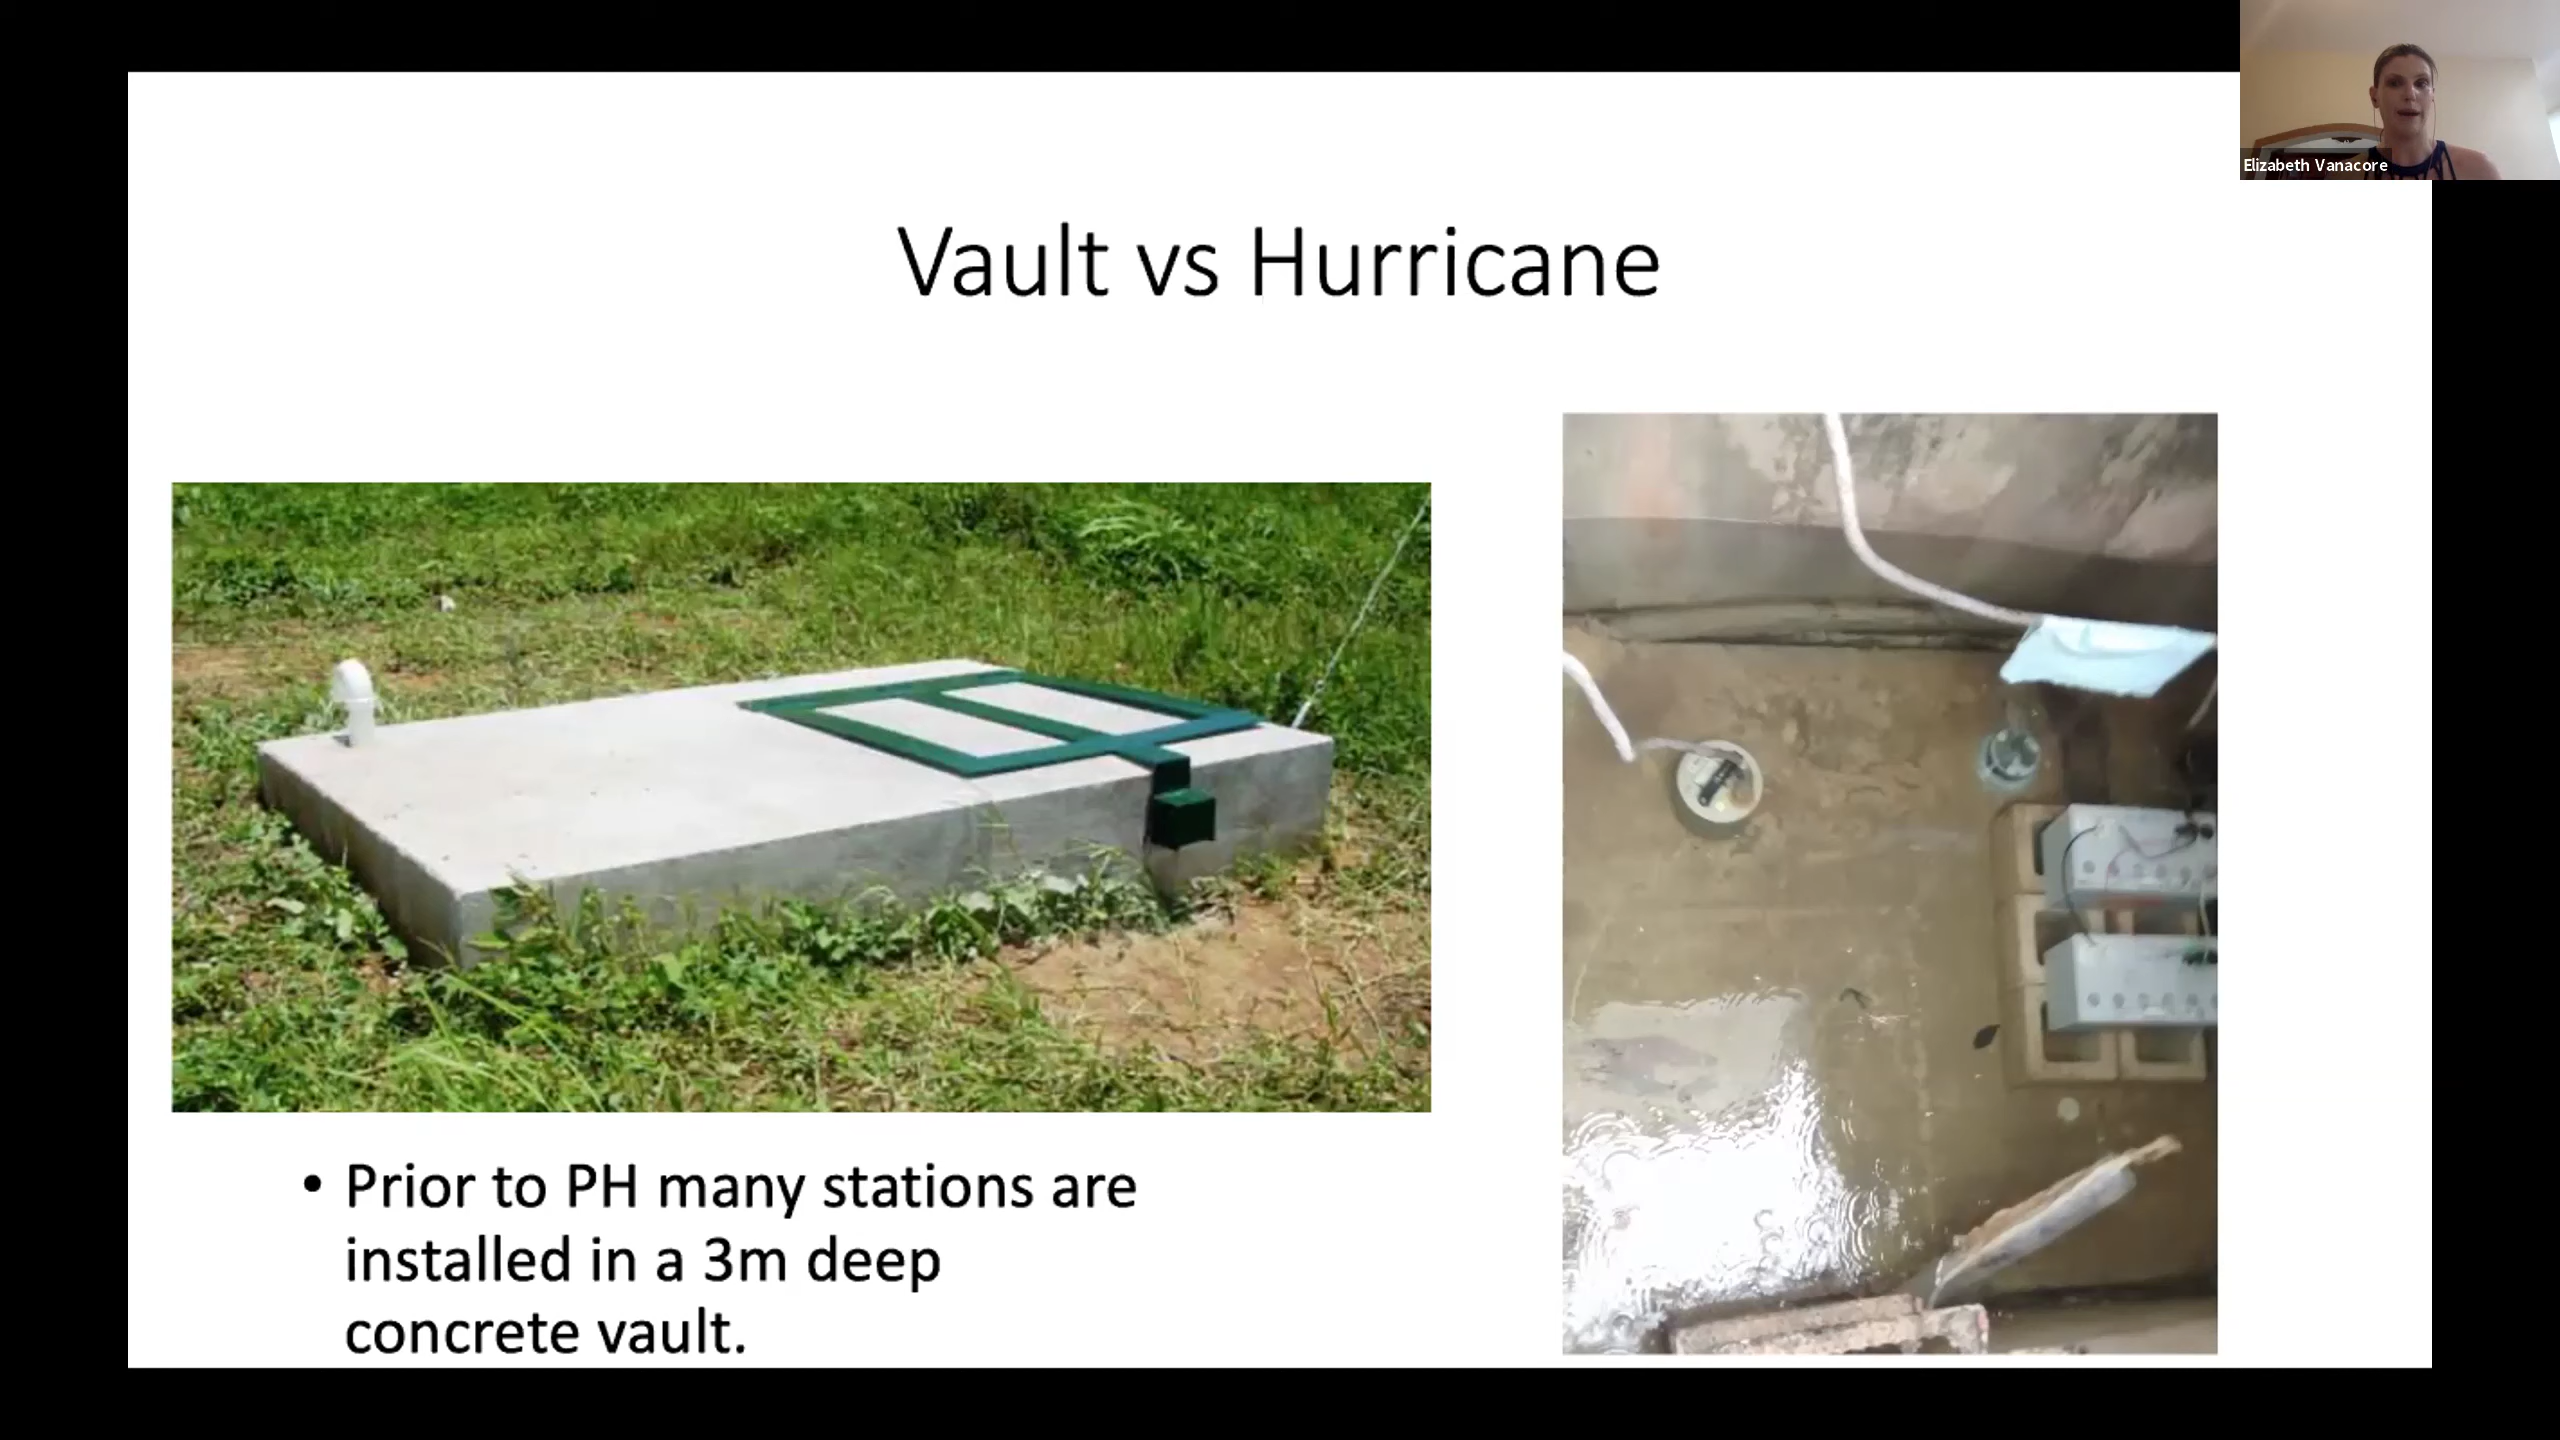 Elizabeth Vanacore
Vault vs Hurricane
• Prior to PH many stations are
installed in a 3m deep
concrete vault.